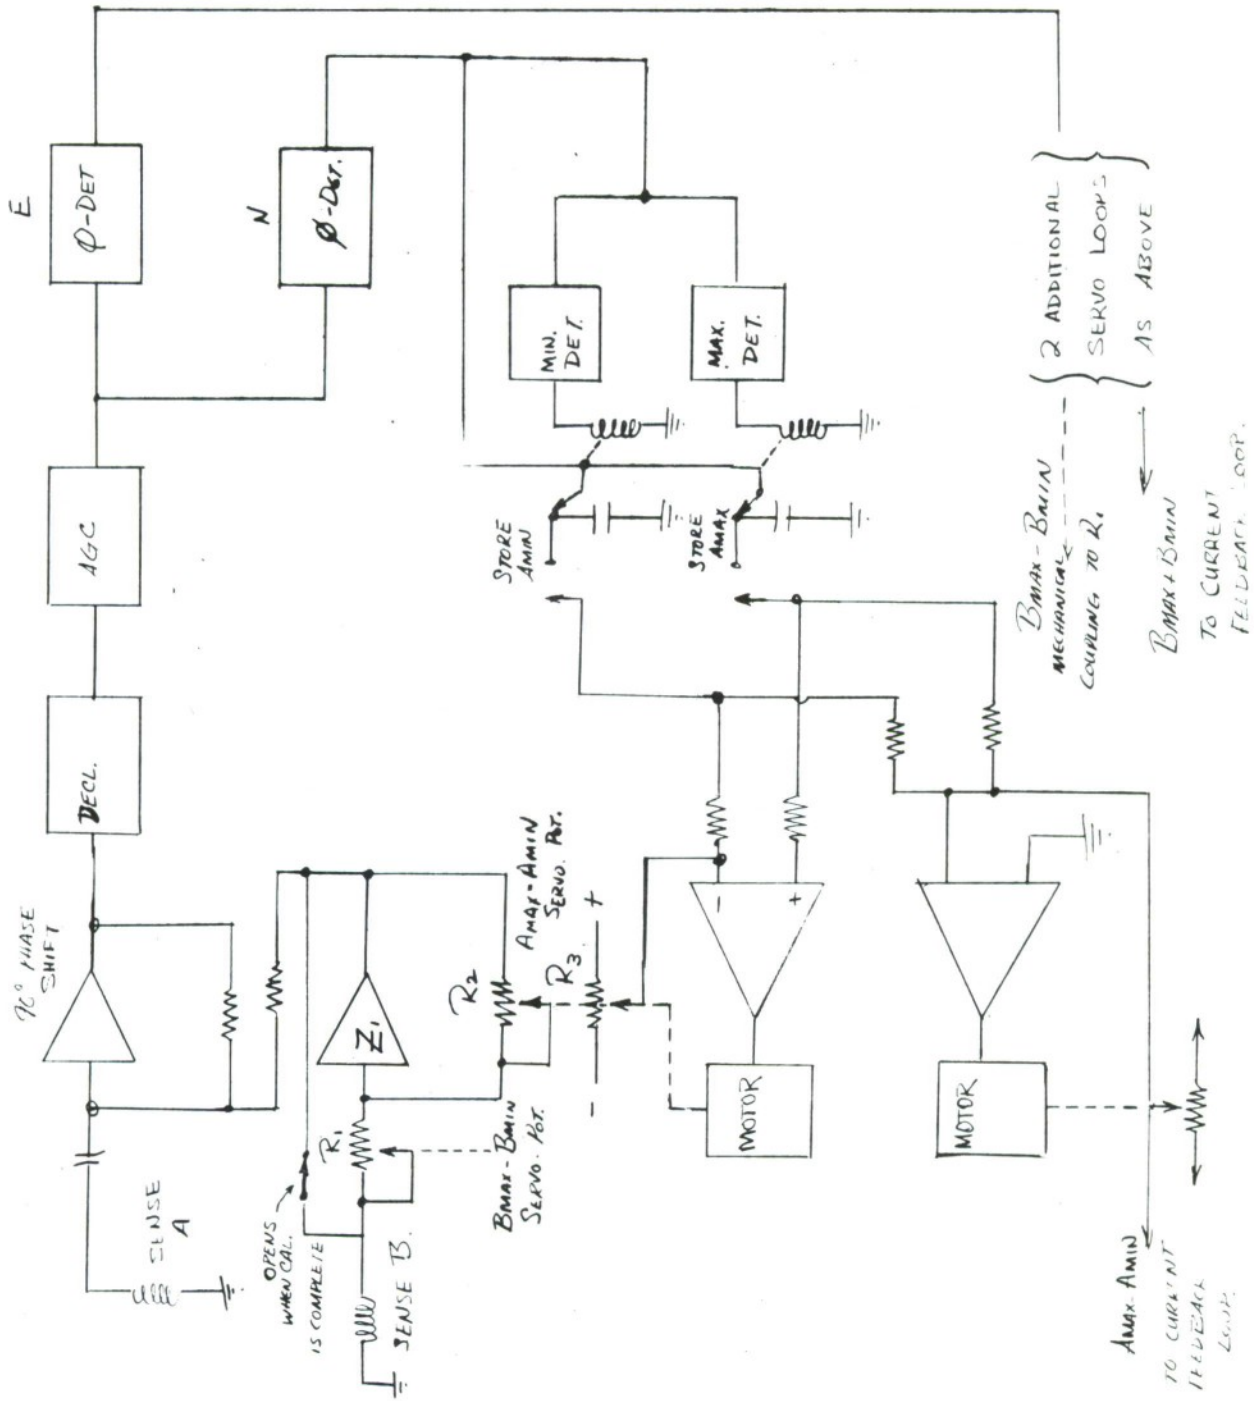 E
Φ-DET
N
Ø-DET.
AGC
DECL.
90° PHASE
SHIFT
SENSE
A
OPENS
WHEN CAL.
IS COMPLETE
SENSE B.
R1
Z1
R2
BMAX-BMIN
SERVO. POT.
AMAX-AMIN
SERVO. POT.
R3
+
-
MIN.
DET.
MAX.
DET.
STORE
AMIN
STORE
AMAX
-
+
MOTOR
MOTOR
2 ADDITIONAL
SERVO LOOPS
AS ABOVE
BMAX-BMIN
MECHANICAL
COUPLING TO R1
BMAX+BMIN
TO CURRENT
FEEDBACK LOOP.
AMAX-AMIN
TO CURRENT
FEEDBACK
LOOP.